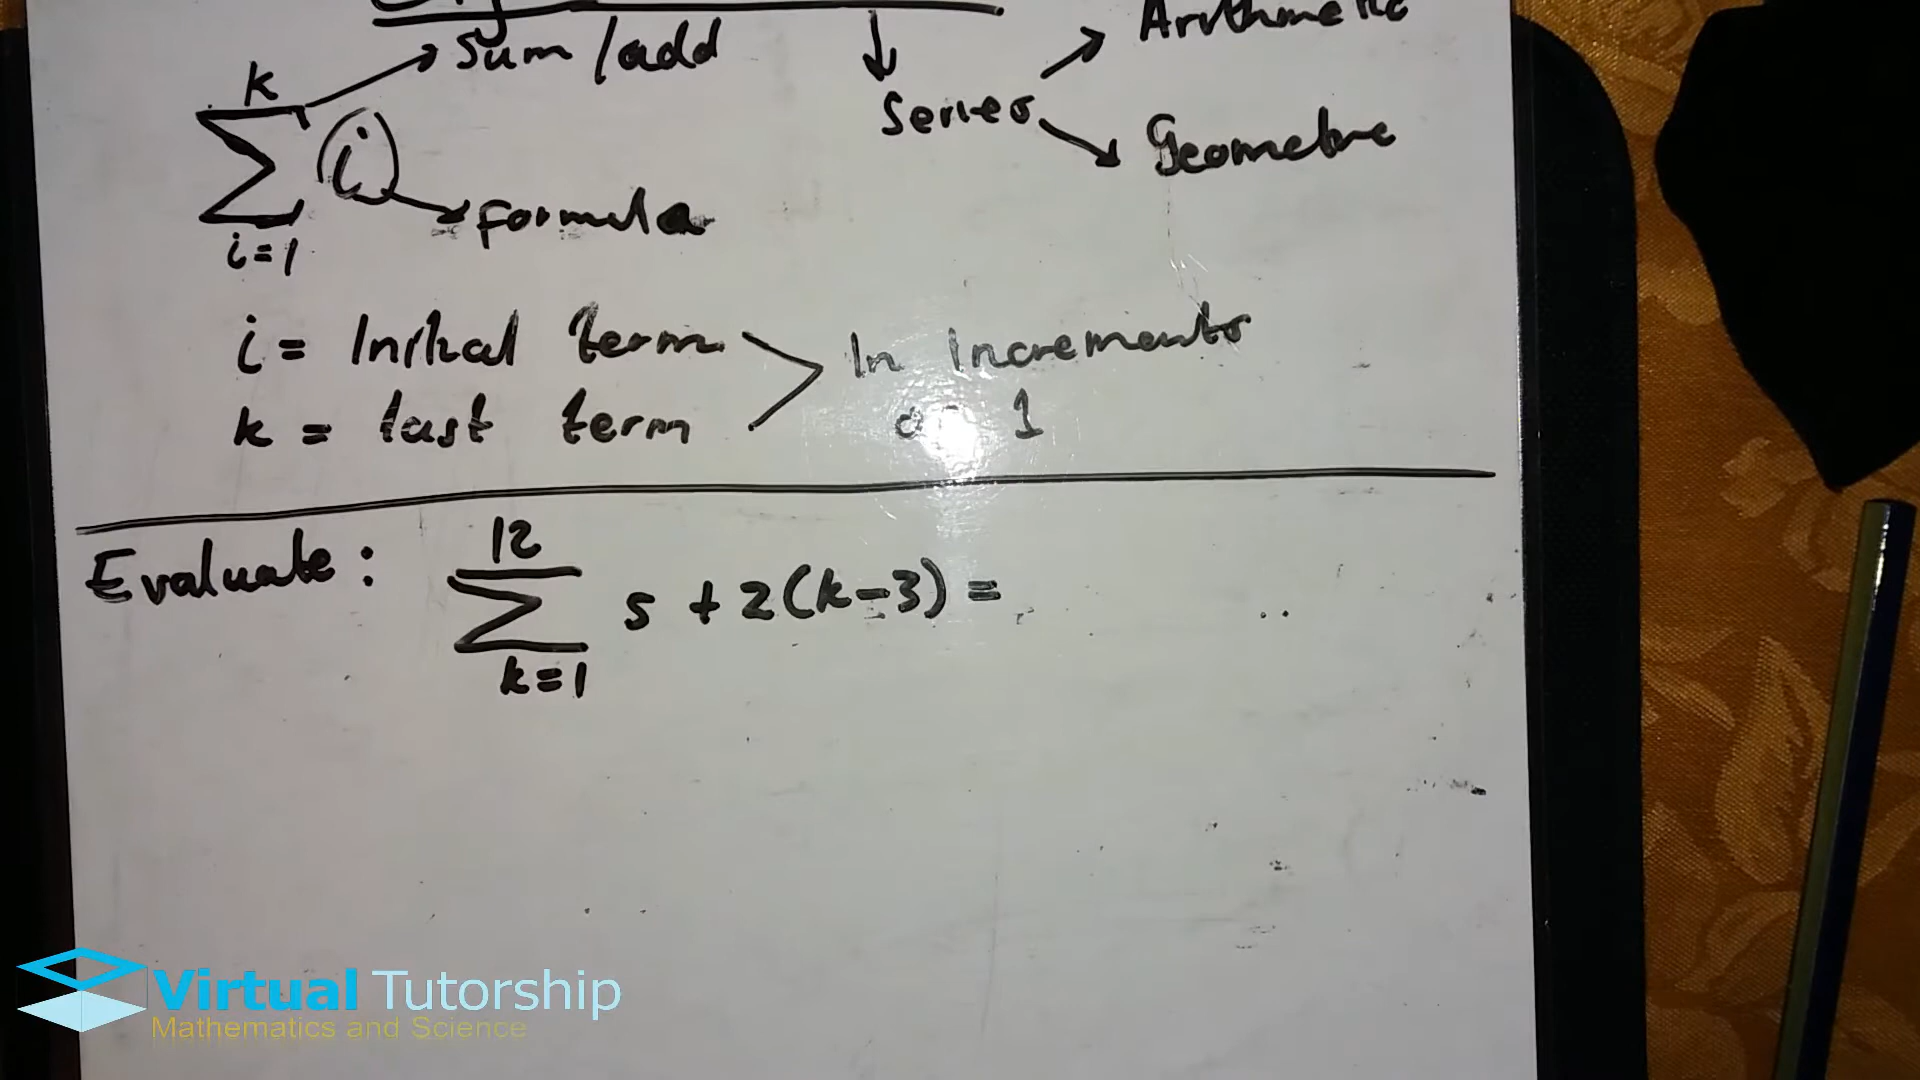 Sum / add
Arithmetic
k
Σ i
i=1
Series
Geometric
formula
i = Initial term
k = last term
In Increments
of 1
Evaluate:
12
Σ 5 + 2(k-3) =
k=1
Virtual Tutorship
Mathematics and Science